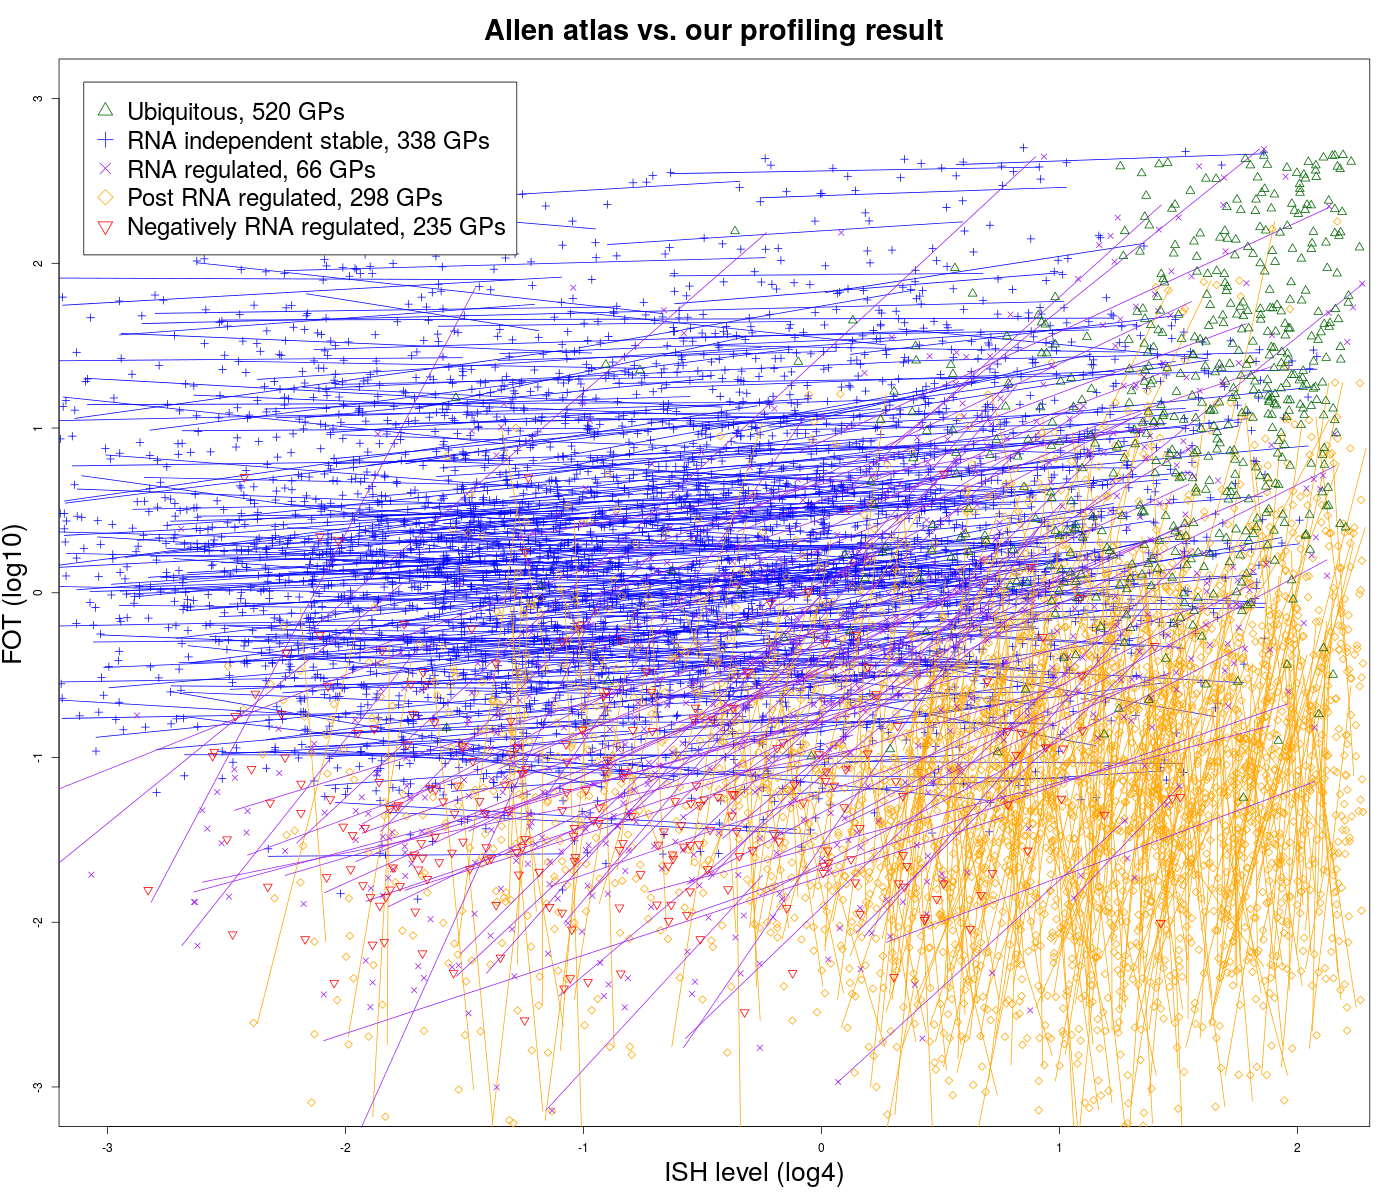 Allen atlas vs. our profiling result
Ubiquitous, 520 GPs
RNA independent stable, 338 GPs
RNA regulated, 66 GPs
Post RNA regulated, 298 GPs
Negatively RNA regulated, 235 GPs
FOT (log10)
3
2
1
0
-1
-2
-3
-3
-2
-1
0
1
2
ISH level (log4)